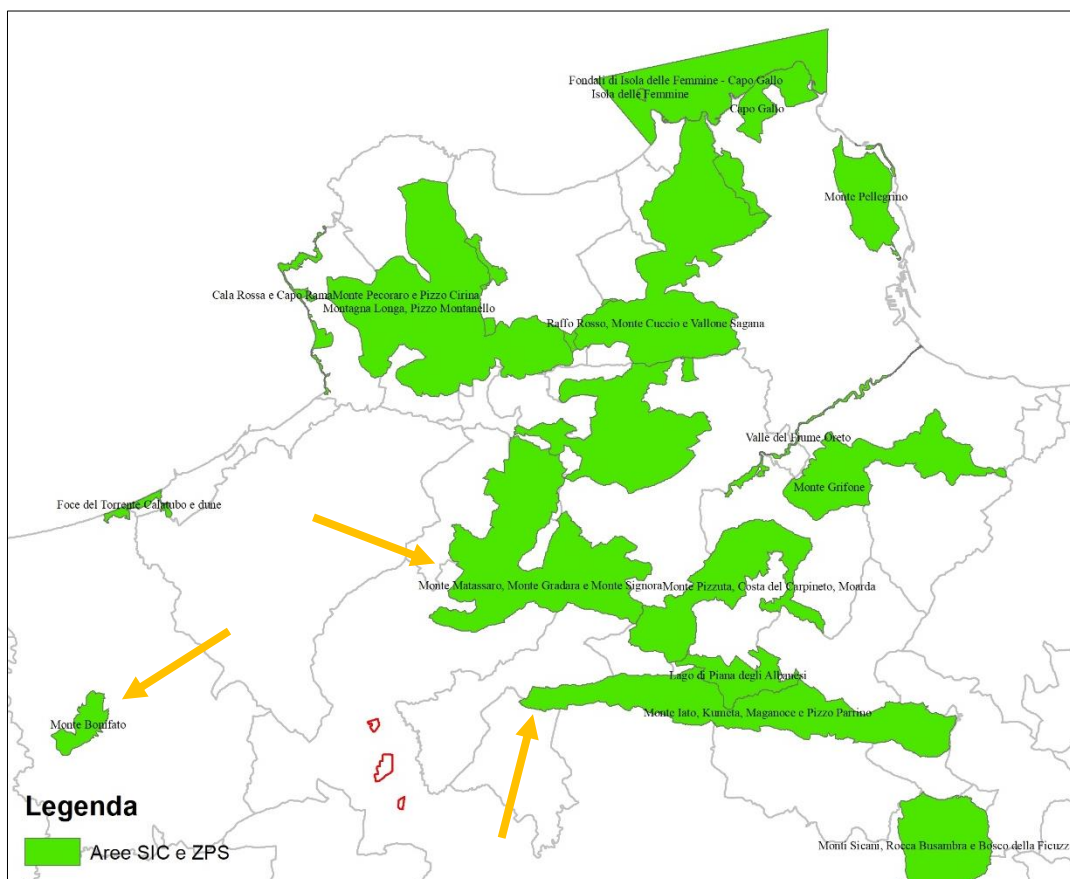 Fondali di Isola delle Femmine - Capo Gallo
Isola delle Femmine
Capo Gallo
Monte Pellegrino
Cala Rossa e Capo Rama
Monte Pecoraro e Pizzo Cirina
Montagna Longa, Pizzo Montanello
Raffo Rosso, Monte Cuccio e Vallone Sagana
Valle del Fiume Oreto
Monte Grifone
Foce del Torrente Calatubo e dune
Monte Matassaro, Monte Gradara e Monte Signora
Monte Pizzuta, Costa del Carpineto, Moarda
Lago di Piana degli Albanesi
Monte Iato, Kumeta, Maganoce e Pizzo Parrino
Monte Bonifato
Legenda
Aree SIC e ZPS
Monti Sicani, Rocca Busambra e Bosco della Ficuzz